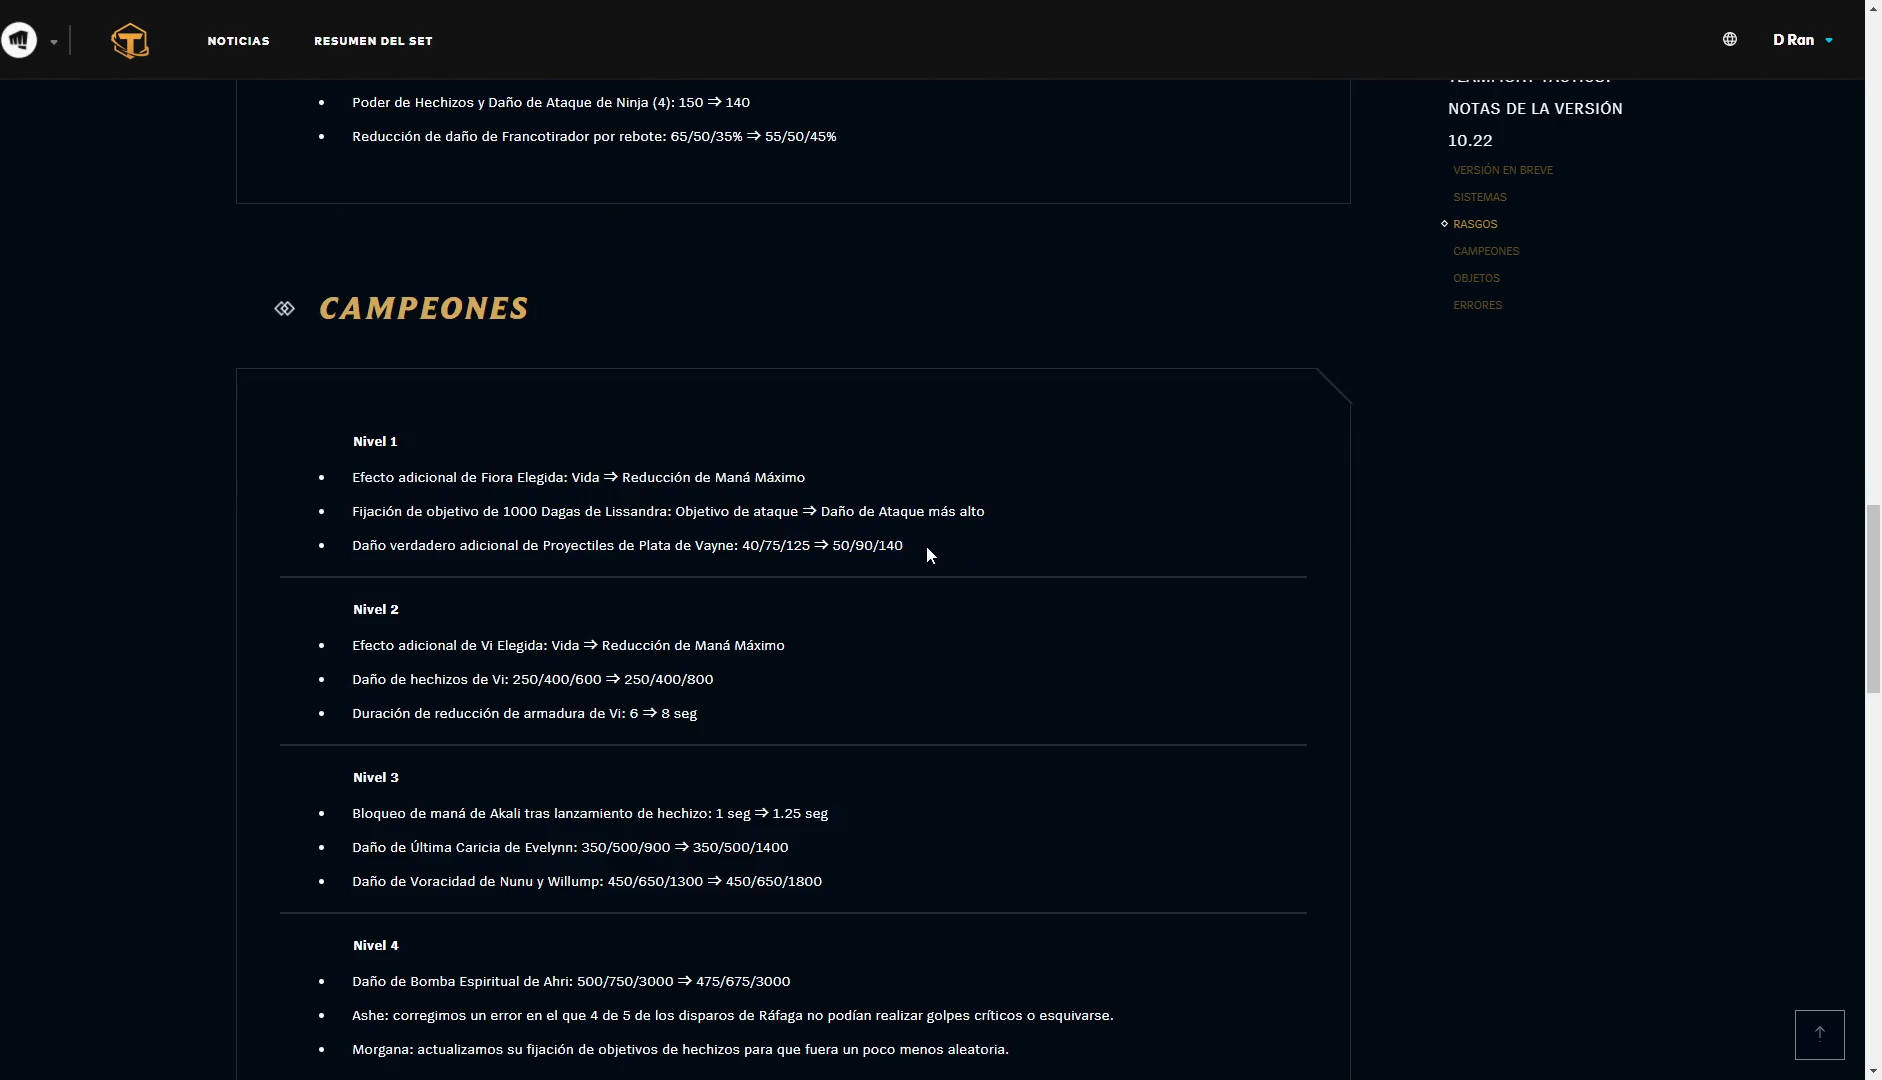 NOTICIAS
RESUMEN DEL SET
D Ran
Poder de Hechizos y Daño de Ataque de Ninja (4): 150 ⇒ 140
Reducción de daño de Francotirador por rebote: 65/50/35% ⇒ 55/50/45%
CAMPEONES
Nivel 1
Efecto adicional de Fiora Elegida: Vida ⇒ Reducción de Maná Máximo
Fijación de objetivo de 1000 Dagas de Lissandra: Objetivo de ataque ⇒ Daño de Ataque más alto
Daño verdadero adicional de Proyectiles de Plata de Vayne: 40/75/125 ⇒ 50/90/140
Nivel 2
Efecto adicional de Vi Elegida: Vida ⇒ Reducción de Maná Máximo
Daño de hechizos de Vi: 250/400/600 ⇒ 250/400/800
Duración de reducción de armadura de Vi: 6 ⇒ 8 seg
Nivel 3
Bloqueo de maná de Akali tras lanzamiento de hechizo: 1 seg ⇒ 1.25 seg
Daño de Última Caricia de Evelynn: 350/500/900 ⇒ 350/500/1400
Daño de Voracidad de Nunu y Willump: 450/650/1300 ⇒ 450/650/1800
Nivel 4
Daño de Bomba Espiritual de Ahri: 500/750/3000 ⇒ 475/675/3000
Ashe: corregimos un error en el que 4 de 5 de los disparos de Ráfaga no podían realizar golpes críticos o esquivarse.
Morgana: actualizamos su fijación de objetivos de hechizos para que fuera un poco menos aleatoria.
NOTAS DE LA VERSIÓN
10.22
VERSIÓN EN BREVE
SISTEMAS
RASGOS
CAMPEONES
OBJETOS
ERRORES